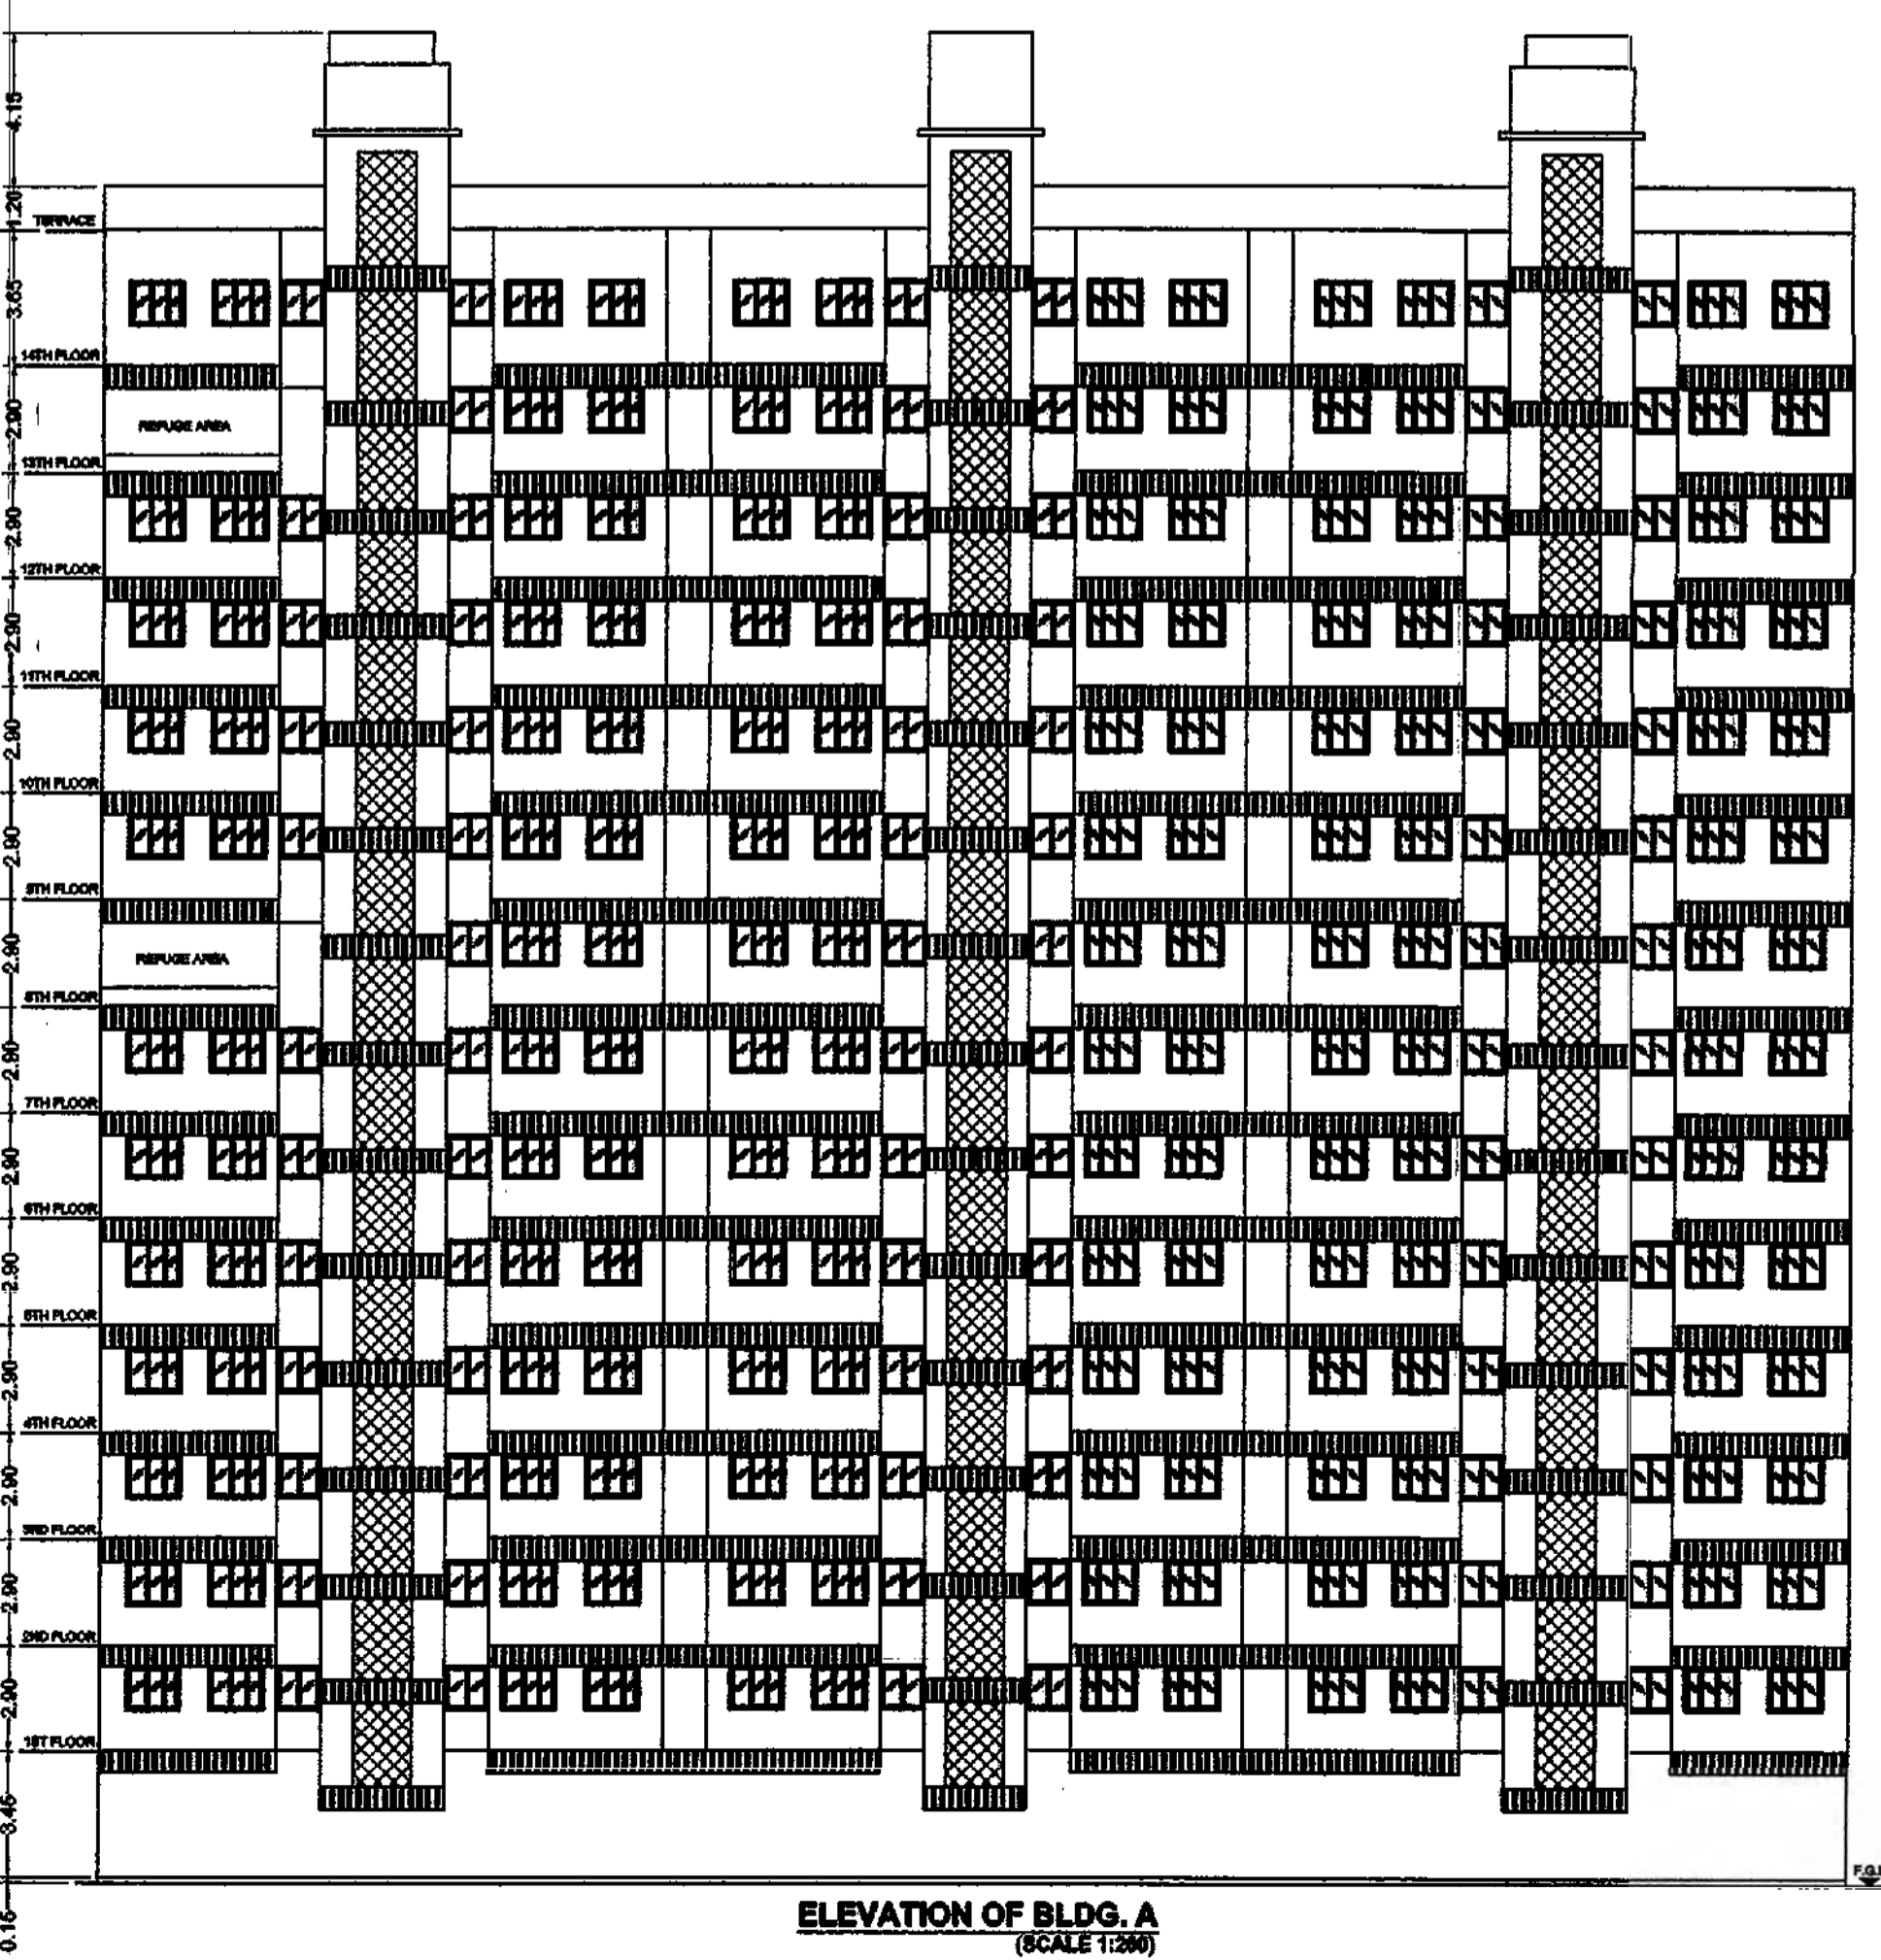 4.15
1.20
TERRACE
3.65
14TH FLOOR
2.90
REFUGE AREA
13TH FLOOR
2.90
12TH FLOOR
2.90
11TH FLOOR
2.90
10TH FLOOR
2.90
9TH FLOOR
2.90
REFUGE AREA
8TH FLOOR
2.90
7TH FLOOR
2.90
6TH FLOOR
2.90
5TH FLOOR
2.90
4TH FLOOR
2.90
3RD FLOOR
2.90
2ND FLOOR
2.90
1ST FLOOR
3.45
0.15
ELEVATION OF BLDG. A
(SCALE 1:200)